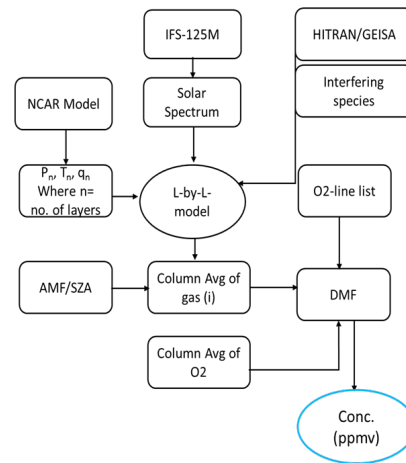 IFS-125M
HITRAN/GEISA
NCAR Model
Solar
Spectrum
Interfering
species
Pn, Tn, qn
Where n=
no. of layers
L-by-L-
model
O2-line list
AMF/SZA
Column Avg of
gas (i)
DMF
Column Avg of
O2
Conc.
(ppmv)